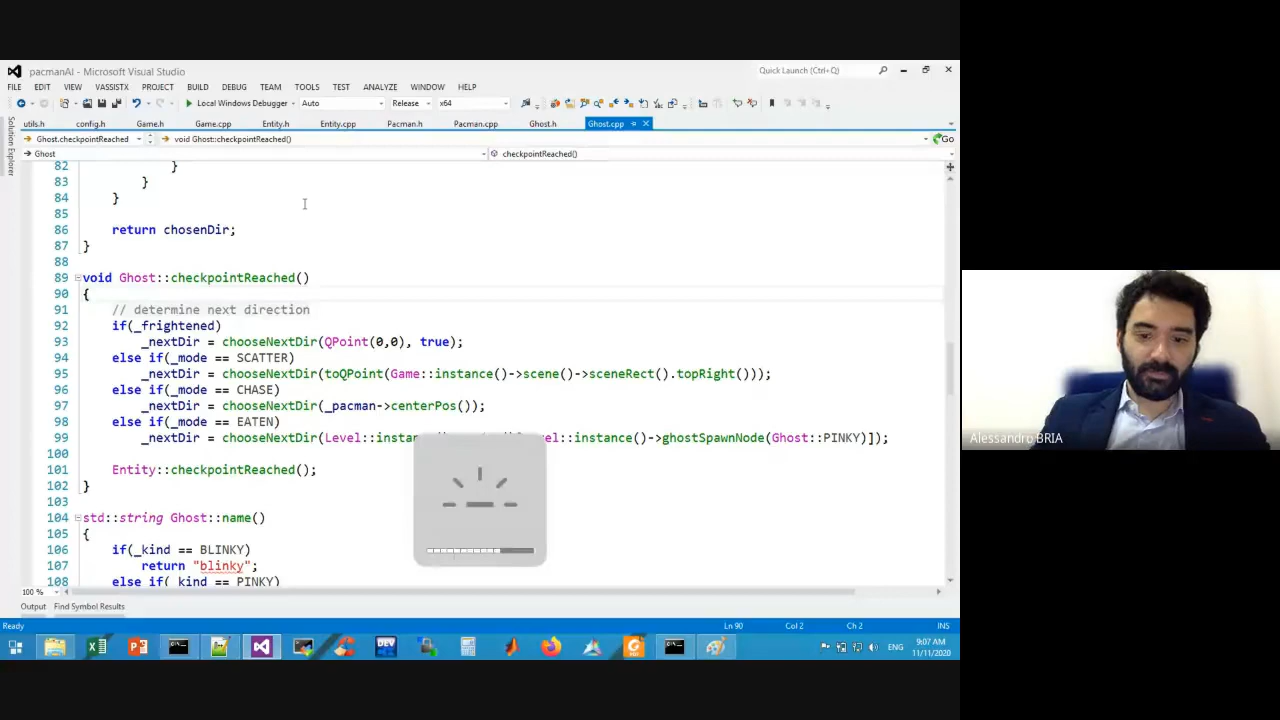 pacmanAI - Microsoft Visual Studio
Quick Launch (Ctrl+Q)
FILE EDIT VIEW VASSISTX PROJECT BUILD DEBUG TEAM TOOLS TEST ANALYZE WINDOW HELP
Local Windows Debugger Auto Release x64
utils.h config.h Game.h Game.cpp Entity.h Entity.cpp Pacman.h Pacman.cpp Ghost.h Ghost.cpp
Ghost.checkpointReached void Ghost::checkpointReached() Go
Ghost checkpointReached()
Solution Explorer
82 }
83 }
84 }
85
86 return chosenDir;
87 }
88
89 void Ghost::checkpointReached()
90 {
91 // determine next direction
92 if(_frightened)
93 _nextDir = chooseNextDir(QPoint(0,0), true);
94 else if(_mode == SCATTER)
95 _nextDir = chooseNextDir(toQPoint(Game::instance()->scene()->sceneRect().topRight()));
96 else if(_mode == CHASE)
97 _nextDir = chooseNextDir(_pacman->centerPos());
98 else if(_mode == EATEN)
99 _nextDir = chooseNextDir(Level::instan ::instance()->ghostSpawnNode(Ghost::PINKY)]);
100
101 Entity::checkpointReached();
102 }
103
104 std::string Ghost::name()
105 {
106 if(_kind == BLINKY)
107 return "blinky";
108 else if(_kind == PINKY)
100 %
Output Find Symbol Results
Ready Ln 90 Col 2 Ch 2 INS
ENG 9:07 AM
11/11/2020
Alessandro BRIA